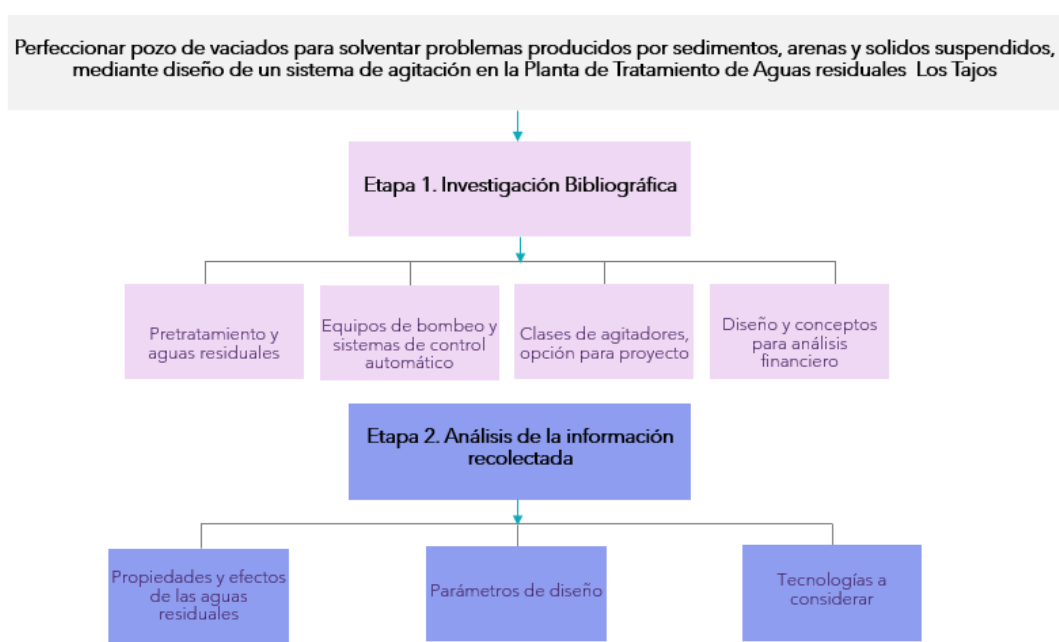 Perfeccionar pozo de vaciados para solventar problemas producidos por sedimentos, arenas y solidos suspendidos,
mediante diseño de un sistema de agitación en la Planta de Tratamiento de Aguas residuales Los Tajos
Etapa 1. Investigación Bibliográfica
Pretratamiento y
aguas residuales
Equipos de bombeo y
sistemas de control
automático
Clases de agitadores,
opción para proyecto
Diseño y conceptos
para análisis
financiero
Etapa 2. Análisis de la información
recolectada
Propiedades y efectos
de las aguas
residuales
Parámetros de diseño
Tecnologías a
considerar